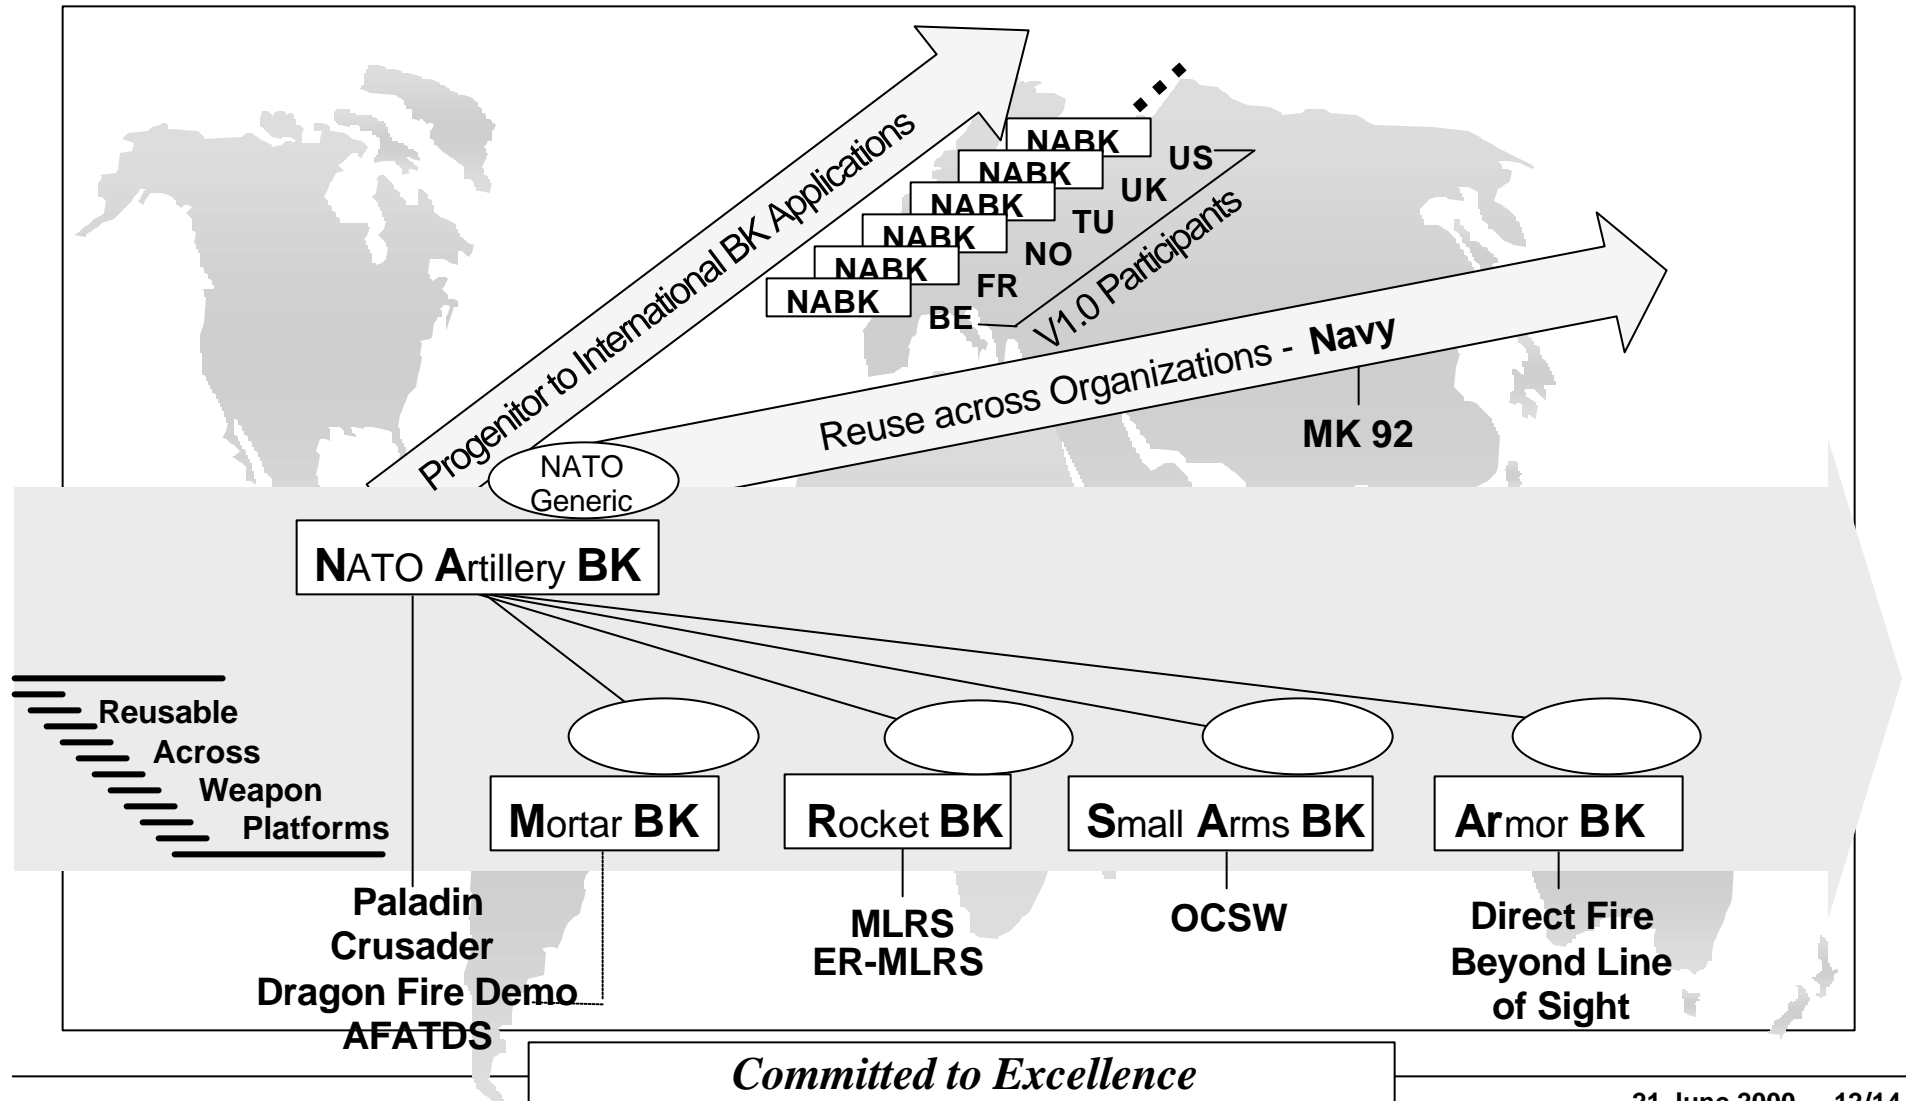 Progenitor to International BK Applications
NABK
US
NABK
UK
NABK
TU
NABK
NO
NABK
FR
NABK
BE
V1.0 Participants
Reuse across Organizations - Navy
MK 92
NATO
Generic
NATO Artillery BK
Reusable
Across
Weapon
Platforms
Mortar BK
Rocket BK
Small Arms BK
Armor BK
Paladin
Crusader
Dragon Fire Demo
AFATDS
MLRS
ER-MLRS
OCSW
Direct Fire
Beyond Line
of Sight
Committed to Excellence
21 June 2000 12/14